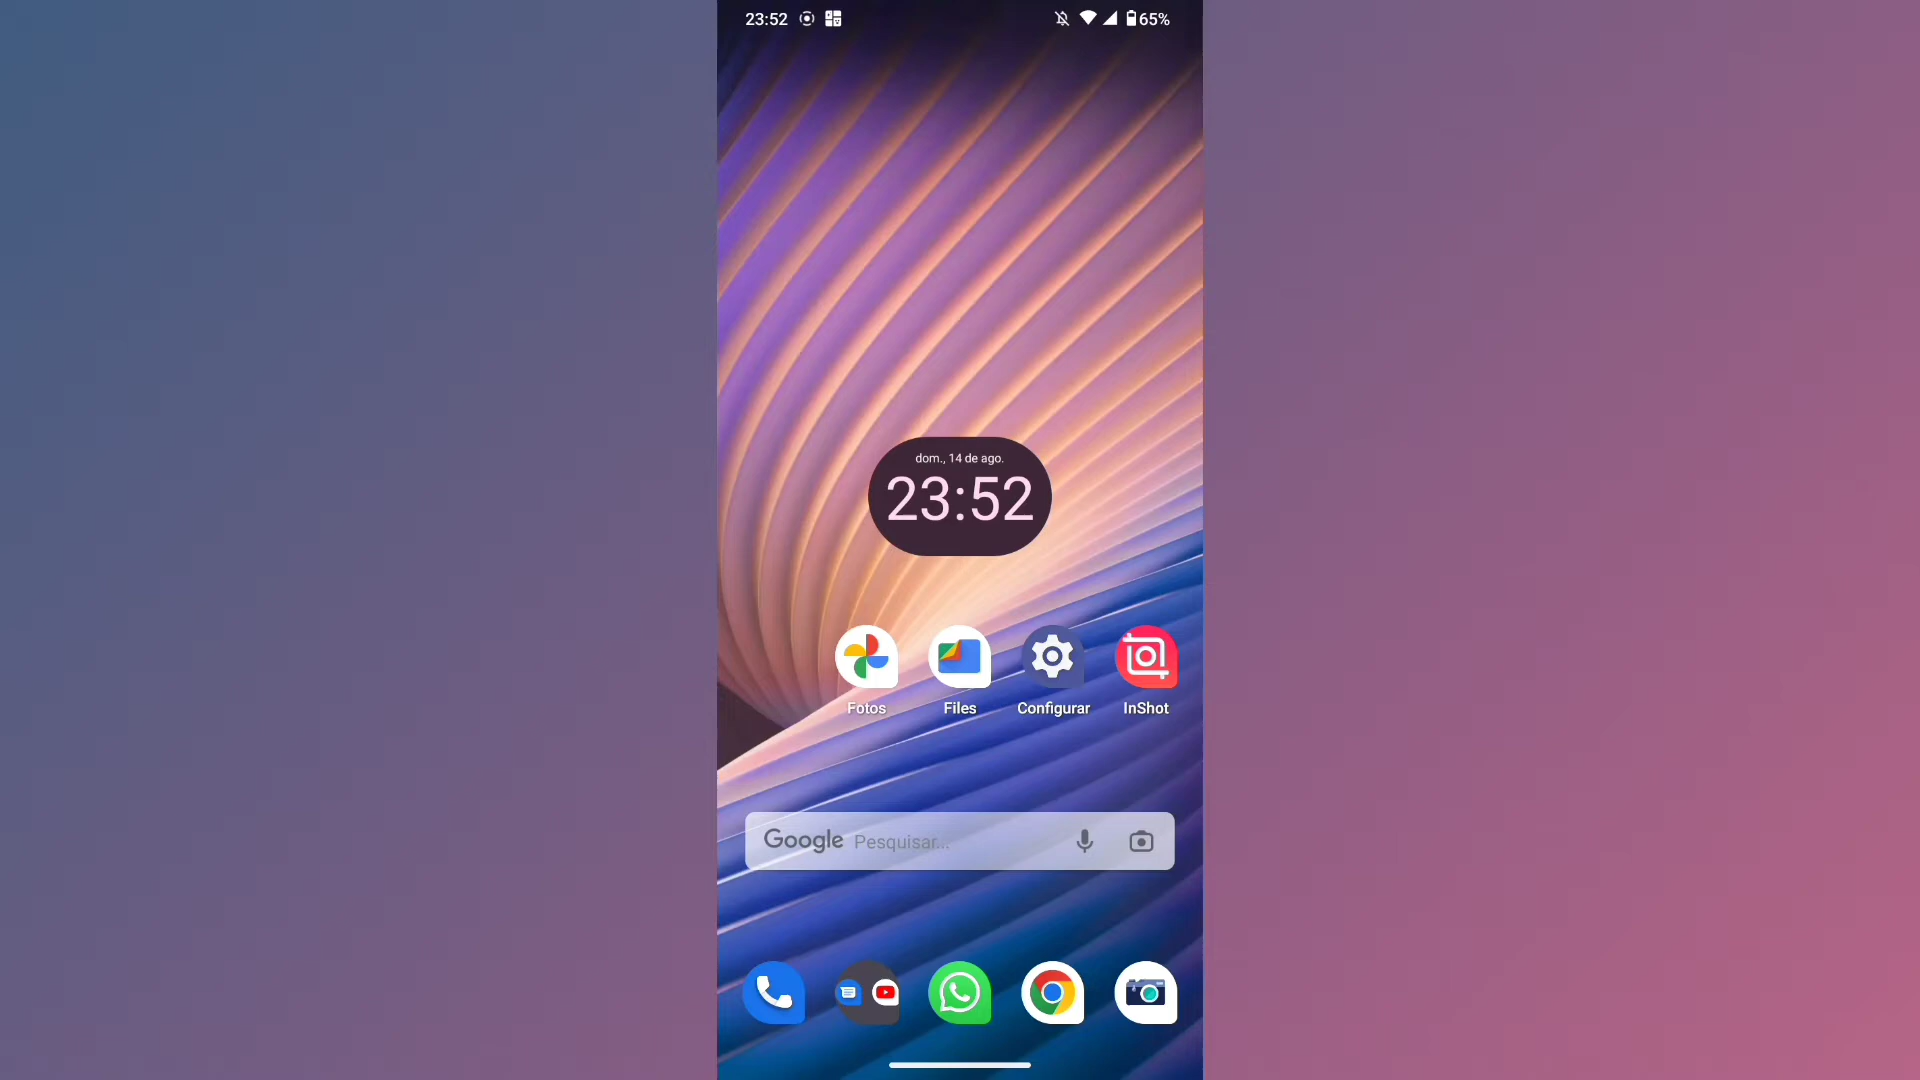 23:52 65%
dom., 14 de ago.
23:52
Fotos Files Configurar InShot
Google Pesquisar...